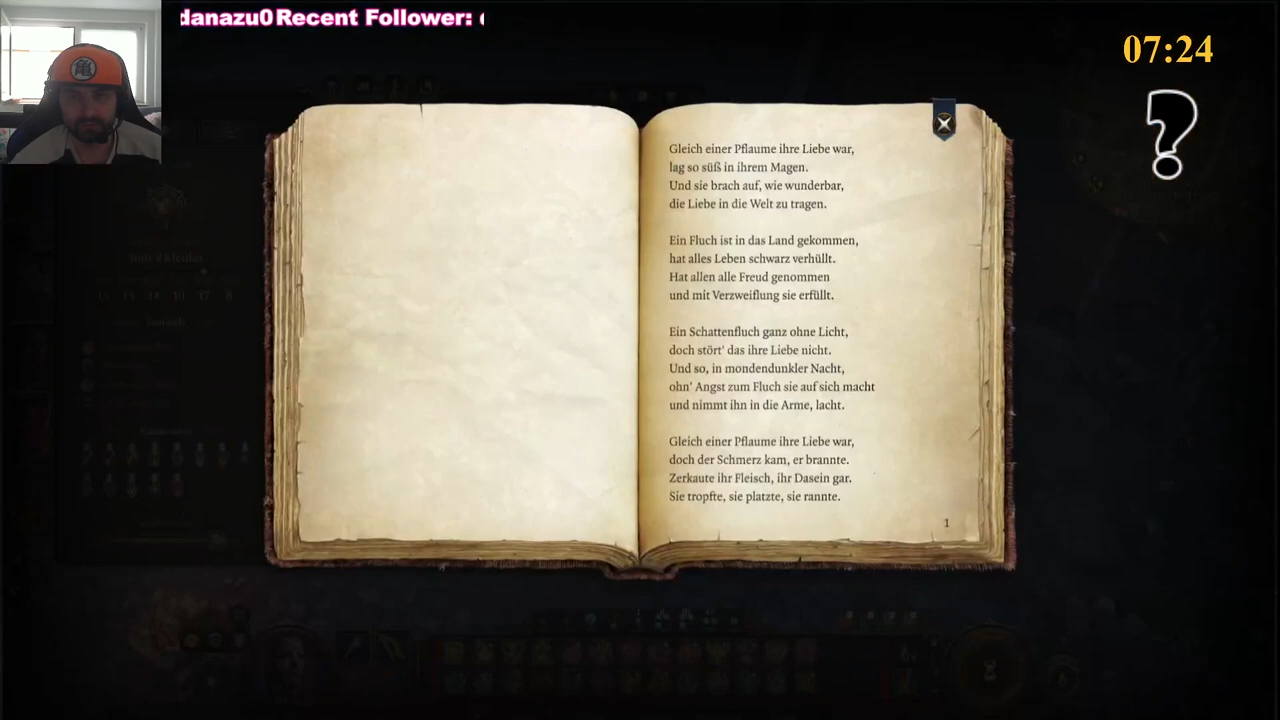 danazu0Recent Follower:
07:24
?
Gleich einer Pflaume ihre Liebe war,
lag so süß in ihrem Magen.
Und sie brach auf, wie wunderbar,
die Liebe in die Welt zu tragen.
Ein Fluch ist in das Land gekommen,
hat alles Leben schwarz verhüllt.
Hat allen alle Freud genommen
und mit Verzweiflung sie erfüllt.
Ein Schattenfluch ganz ohne Licht,
doch stört' das ihre Liebe nicht.
Und so, in mondendunkler Nacht,
ohn' Angst zum Fluch sie auf sich macht
und nimmt ihn in die Arme, lacht.
Gleich einer Pflaume ihre Liebe war,
doch der Schmerz kam, er brannte.
Zerkaute ihr Fleisch, ihr Dasein gar.
Sie tropfte, sie platzte, sie rannte.
1